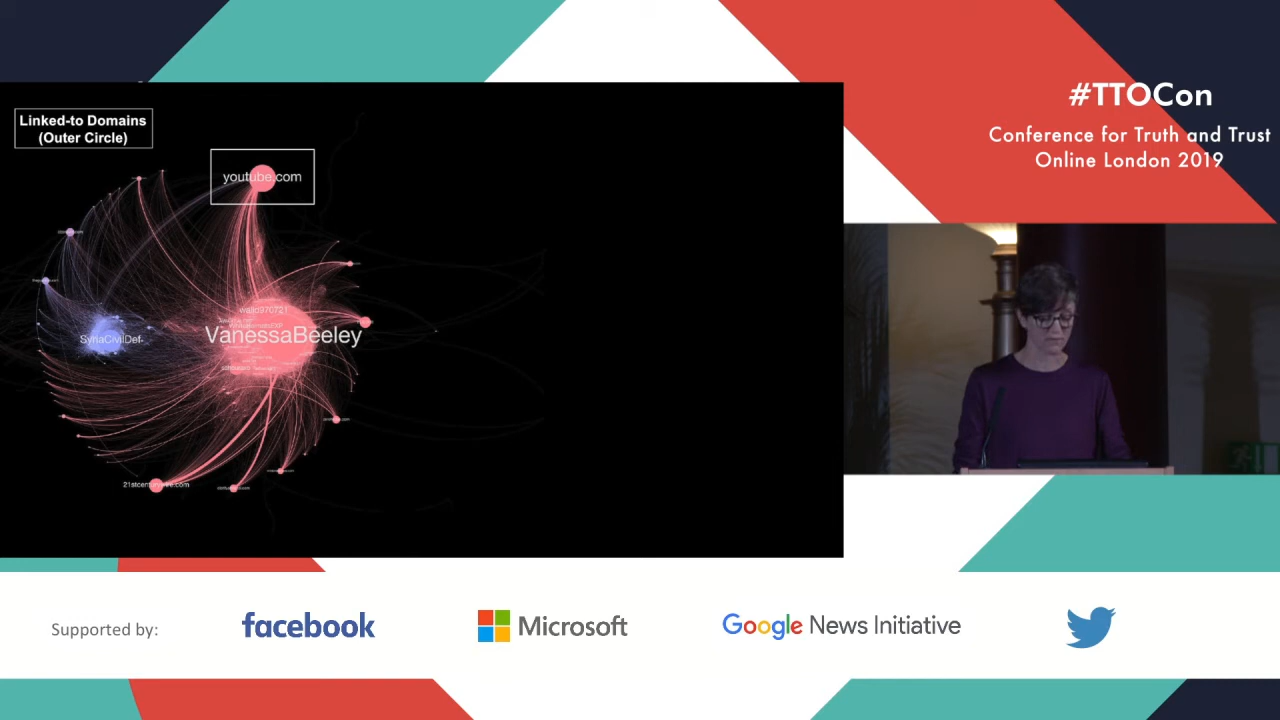 #TTOCon
Conference for Truth and Trust
Online London 2019
Linked-to Domains
(Outer Circle)
youtube.com
walid970721
VanessaBeeley
SyriaCivilDef
Supported by:
facebook
Microsoft
Google News Initiative